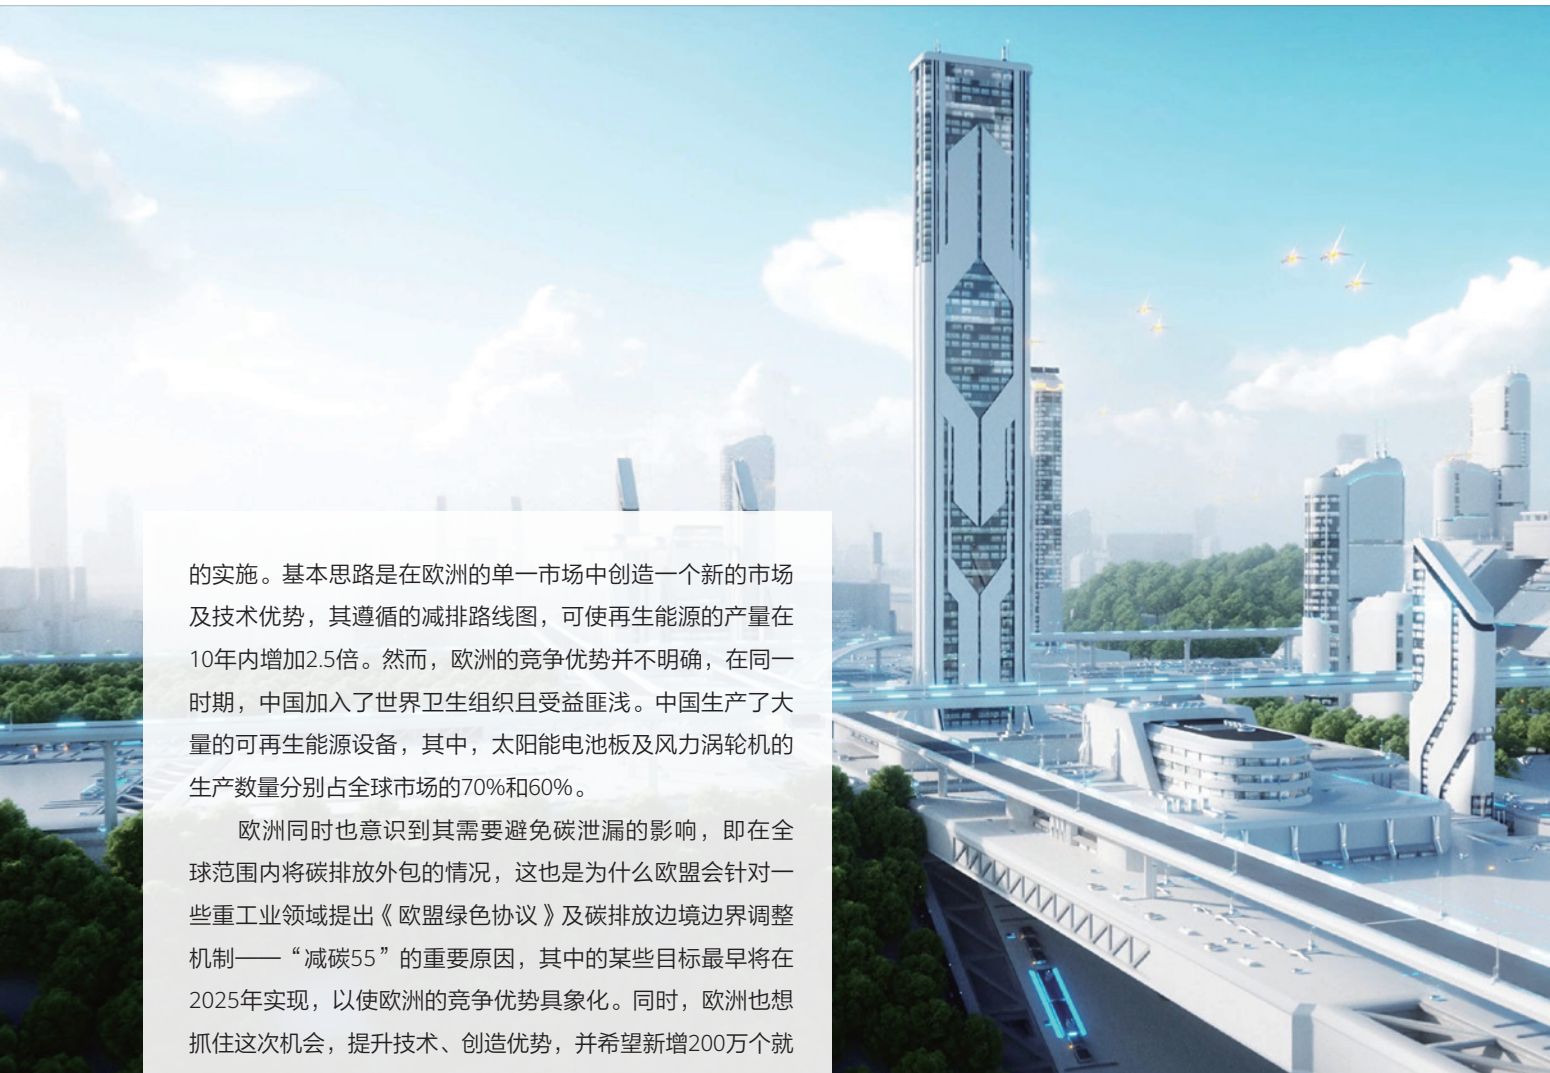 的实施。基本思路是在欧洲的单一市场中创造一个新的市场
及技术优势，其遵循的减排路线图，可使再生能源的产量在
10年内增加2.5倍。然而，欧洲的竞争优势并不明确，在同一
时期，中国加入了世界卫生组织且受益匪浅。中国生产了大
量的可再生能源设备，其中，太阳能电池板及风力涡轮机的
生产数量分别占全球市场的70%和60%。
欧洲同时也意识到其需要避免碳泄漏的影响，即在全
球范围内将碳排放外包的情况，这也是为什么欧盟会针对一
些重工业领域提出《欧盟绿色协议》及碳排放边境边界调整
机制——“减碳55”的重要原因，其中的某些目标最早将在
2025年实现，以使欧洲的竞争优势具象化。同时，欧洲也想
抓住这次机会，提升技术、创造优势，并希望新增200万个就